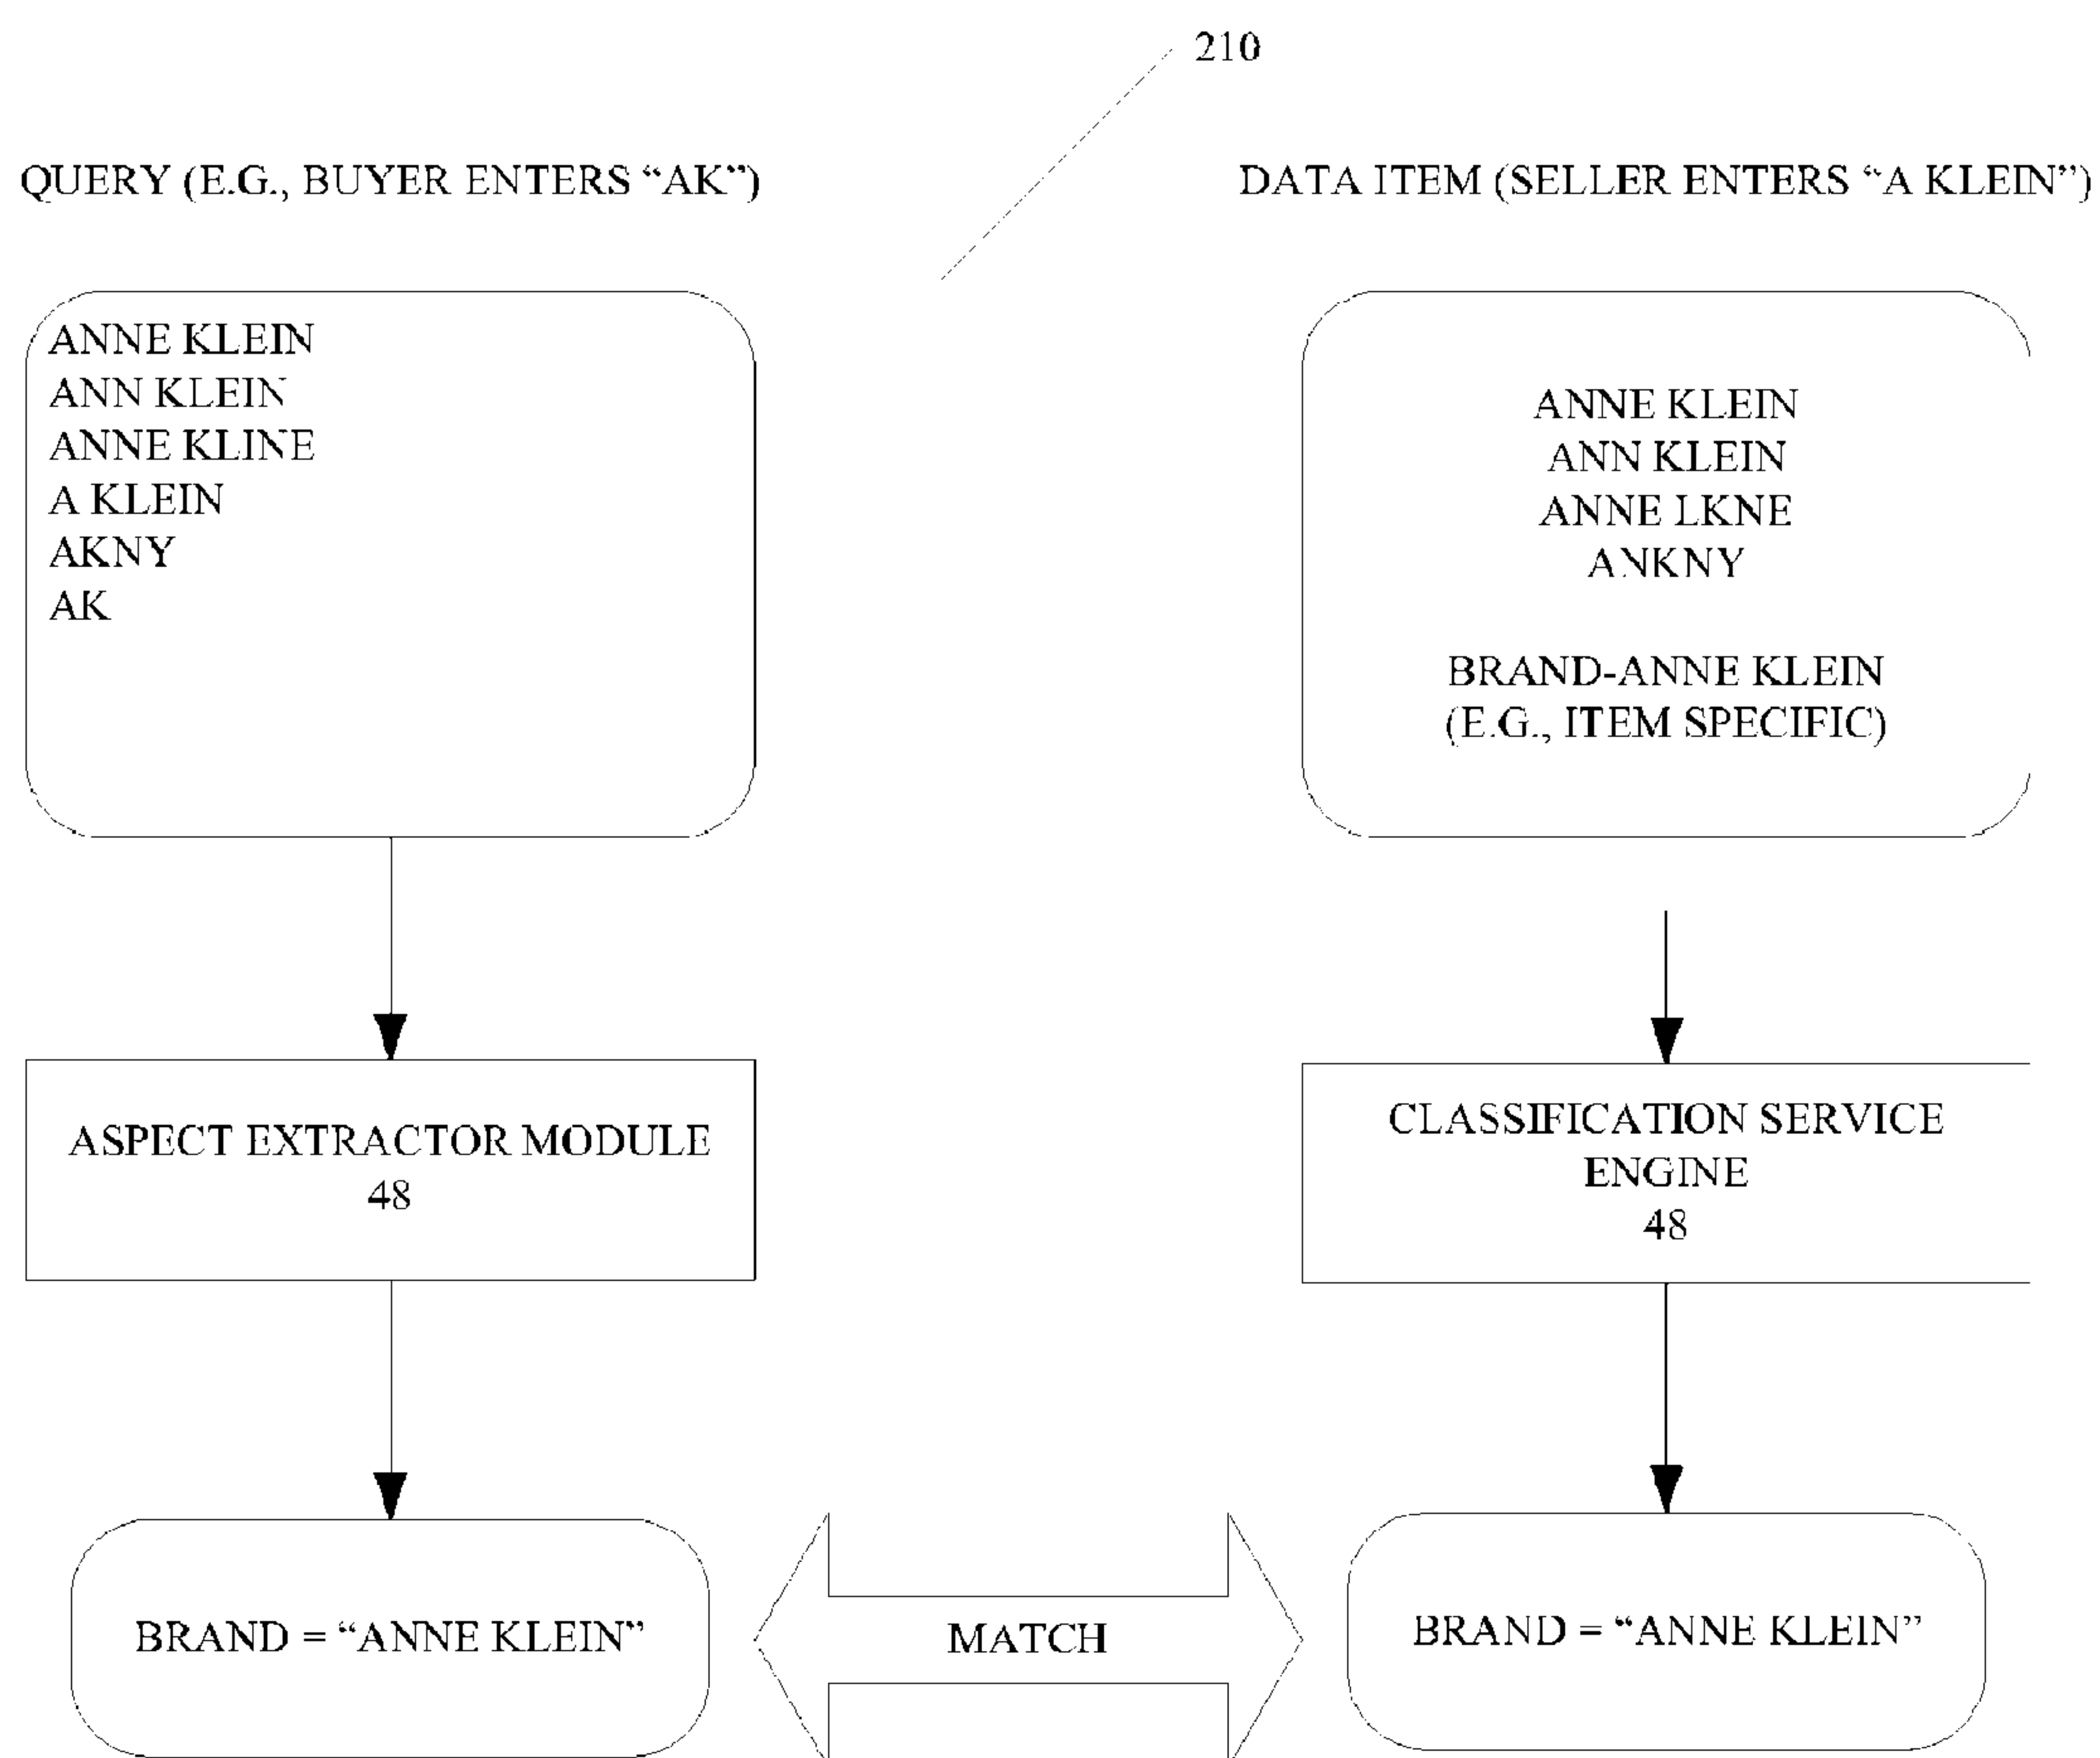 210
QUERY (E.G., BUYER ENTERS “AK”)
ANNE KLEIN
ANN KLEIN
ANNE KLINE
A KLEIN
AKNY
AK
ASPECT EXTRACTOR MODULE
48
BRAND = “ANNE KLEIN”
MATCH
DATA ITEM (SELLER ENTERS “A KLEIN”)
ANNE KLEIN
ANN KLEIN
ANNE LKNE
ANKNY
BRAND-ANNE KLEIN
(E.G., ITEM SPECIFIC)
CLASSIFICATION SERVICE
ENGINE
48
BRAND = “ANNE KLEIN”